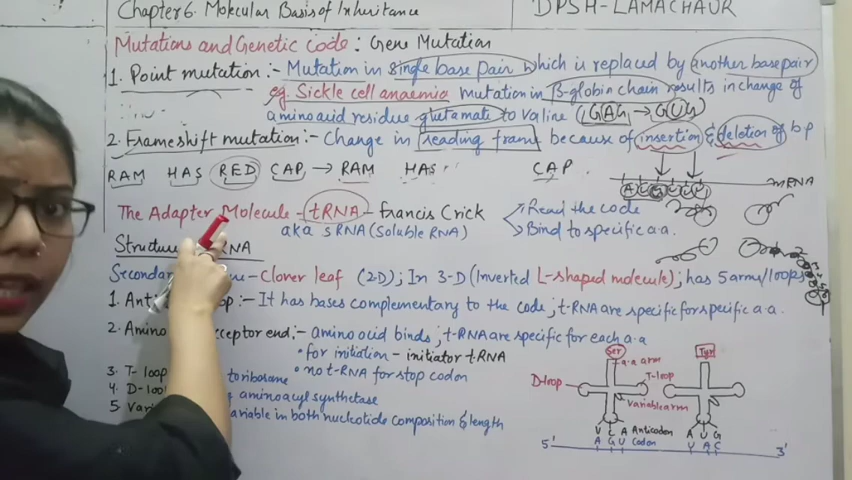 Chapter 6: Molecular Basis of Inheritance
DPSH-LAMACHAUR
Mutations and Genetic code: Gene Mutation
1. Point mutation :- Mutation in single base pair which is replaced by another base pair
eg. Sickle cell anaemia mutation in β-globin chain results in change of
amino acid residue glutamate to valine (GAG → GUG)
2. Frameshift mutation :- Change in reading frame because of insertion & deletion of bp
RAM HAS RED CAP → RAM HAS CAP
mRNA
The Adapter Molecule - tRNA - Francis Crick
Read the code
aka sRNA (Soluble RNA)
Bind to specific a.a.
Structu NA
Secondar - Clover leaf (2D); In 3-D (Inverted L-shaped molecule); has 5 arms/loops
1. Anti op :- It has bases complementary to the code, t-RNA are specific for specific a.a.
2. Amino cceptor end :- amino acid binds, t-RNA are specific for each a.a
• for initiation - initiator tRNA
• no t-RNA for stop codon
3. T-loop to ribosome
4. D-loo aminoacyl synthetase
5. Vari ariable in both nucleotide composition & length
Ser
Tyr
a.a arm
D-loop
T-loop
Variable arm
U C A Anticodon A U G
A G U Codon U A C
5' 3'